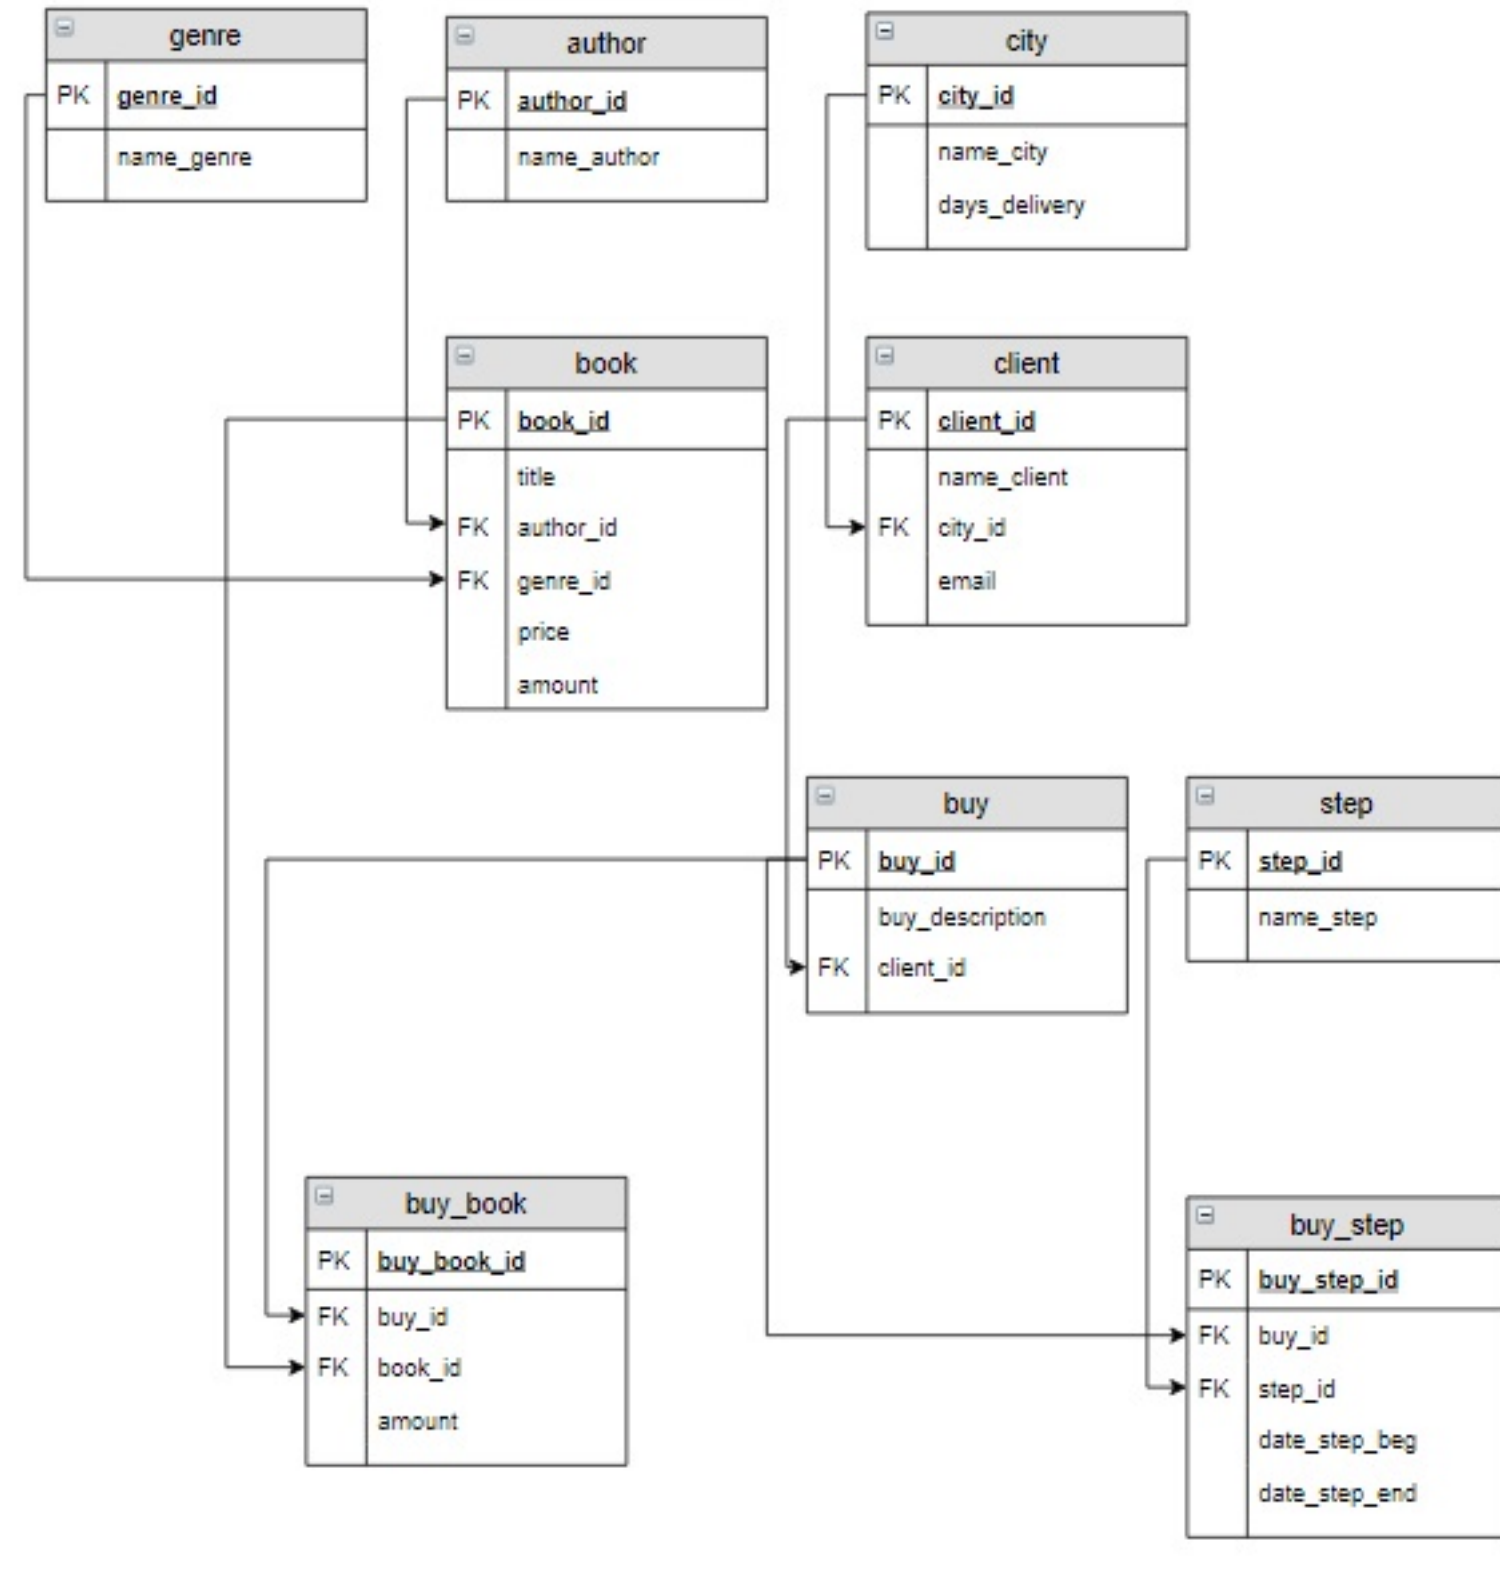 genre
PK genre_id
name_genre
author
PK author_id
name_author
city
PK city_id
name_city
days_delivery
book
PK book_id
title
FK author_id
FK genre_id
price
amount
client
PK client_id
name_client
FK city_id
email
buy
PK buy_id
buy_description
FK client_id
step
PK step_id
name_step
buy_book
PK buy_book_id
FK buy_id
FK book_id
amount
buy_step
PK buy_step_id
FK buy_id
FK step_id
date_step_beg
date_step_end